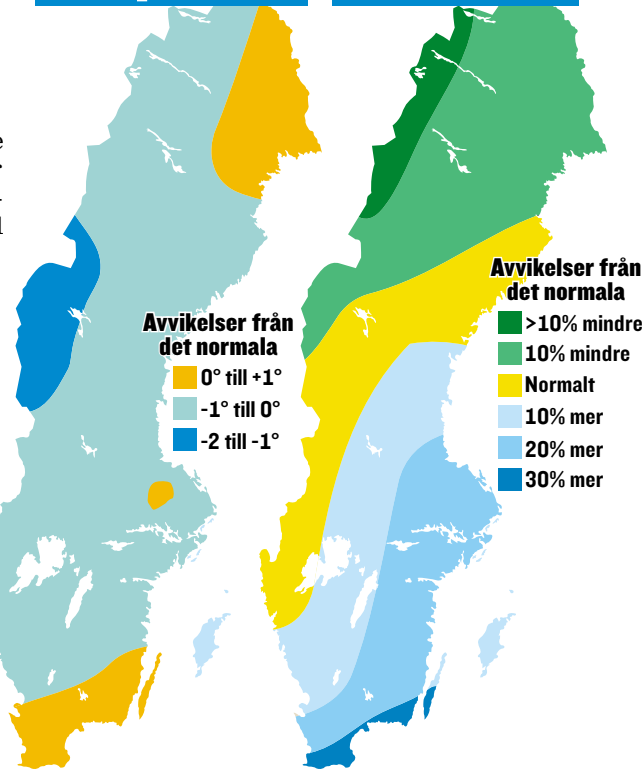 Avvikelser från
det normala
0° till +1°
-1° till 0°
-2 till -1°
Avvikelser från
det normala
>10% mindre
10% mindre
Normalt
10% mer
20% mer
30% mer